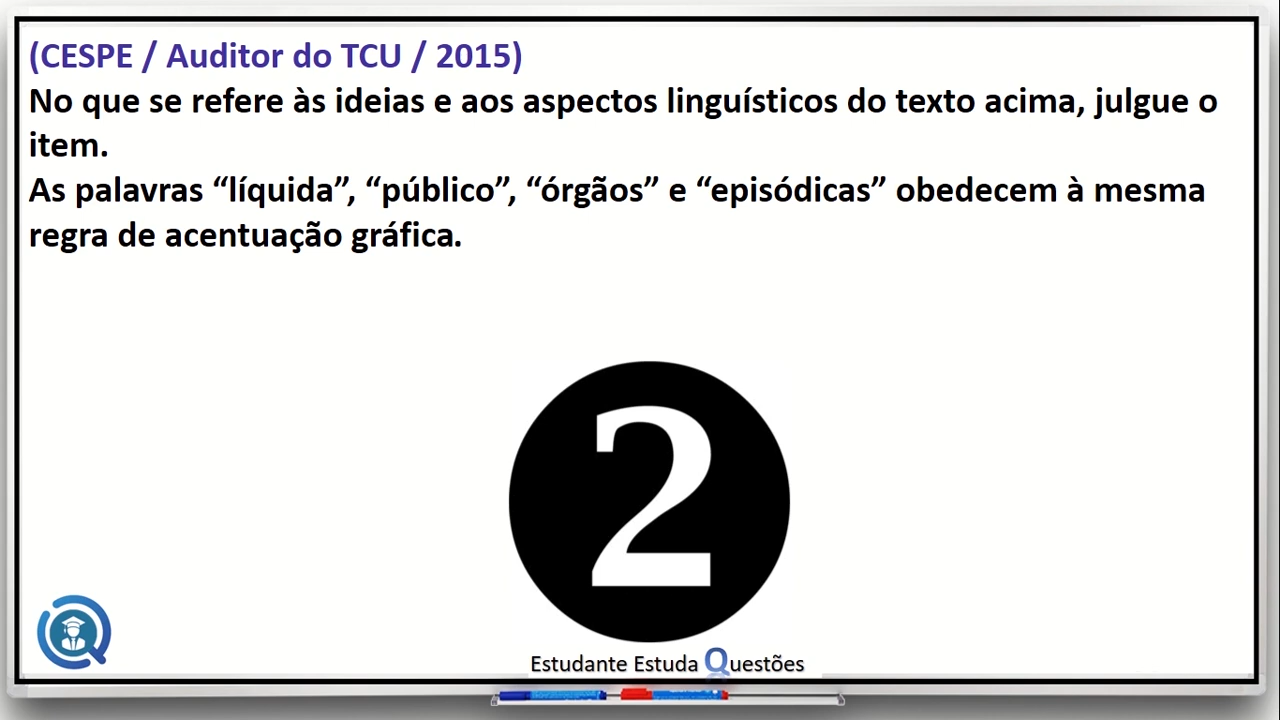 (CESPE / Auditor do TCU / 2015)
No que se refere às ideias e aos aspectos linguísticos do texto acima, julgue o
item.
As palavras “líquida”, “público”, “órgãos” e “episódicas” obedecem à mesma
regra de acentuação gráfica.
2
Estudante Estuda Questões